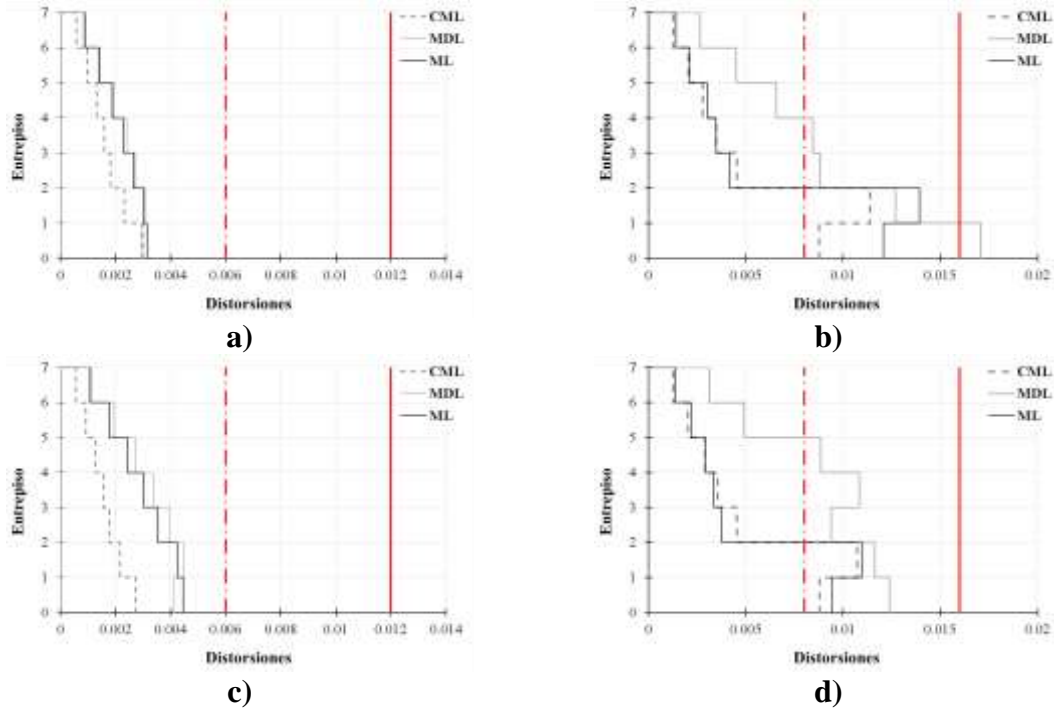 7
6
5
4
3
2
1
0
Entrepiso
0 0.002 0.004 0.006 0.008 0.01 0.012 0.014
Distorsiones
CML
MDL
ML
a)
7
6
5
4
3
2
1
0
Entrepiso
0 0.005 0.01 0.015 0.02
Distorsiones
CML
MDL
ML
b)
7
6
5
4
3
2
1
0
Entrepiso
0 0.002 0.004 0.006 0.008 0.01 0.012 0.014
Distorsiones
CML
MDL
ML
c)
7
6
5
4
3
2
1
0
Entrepiso
0 0.005 0.01 0.015 0.02
Distorsiones
CML
MDL
ML
d)